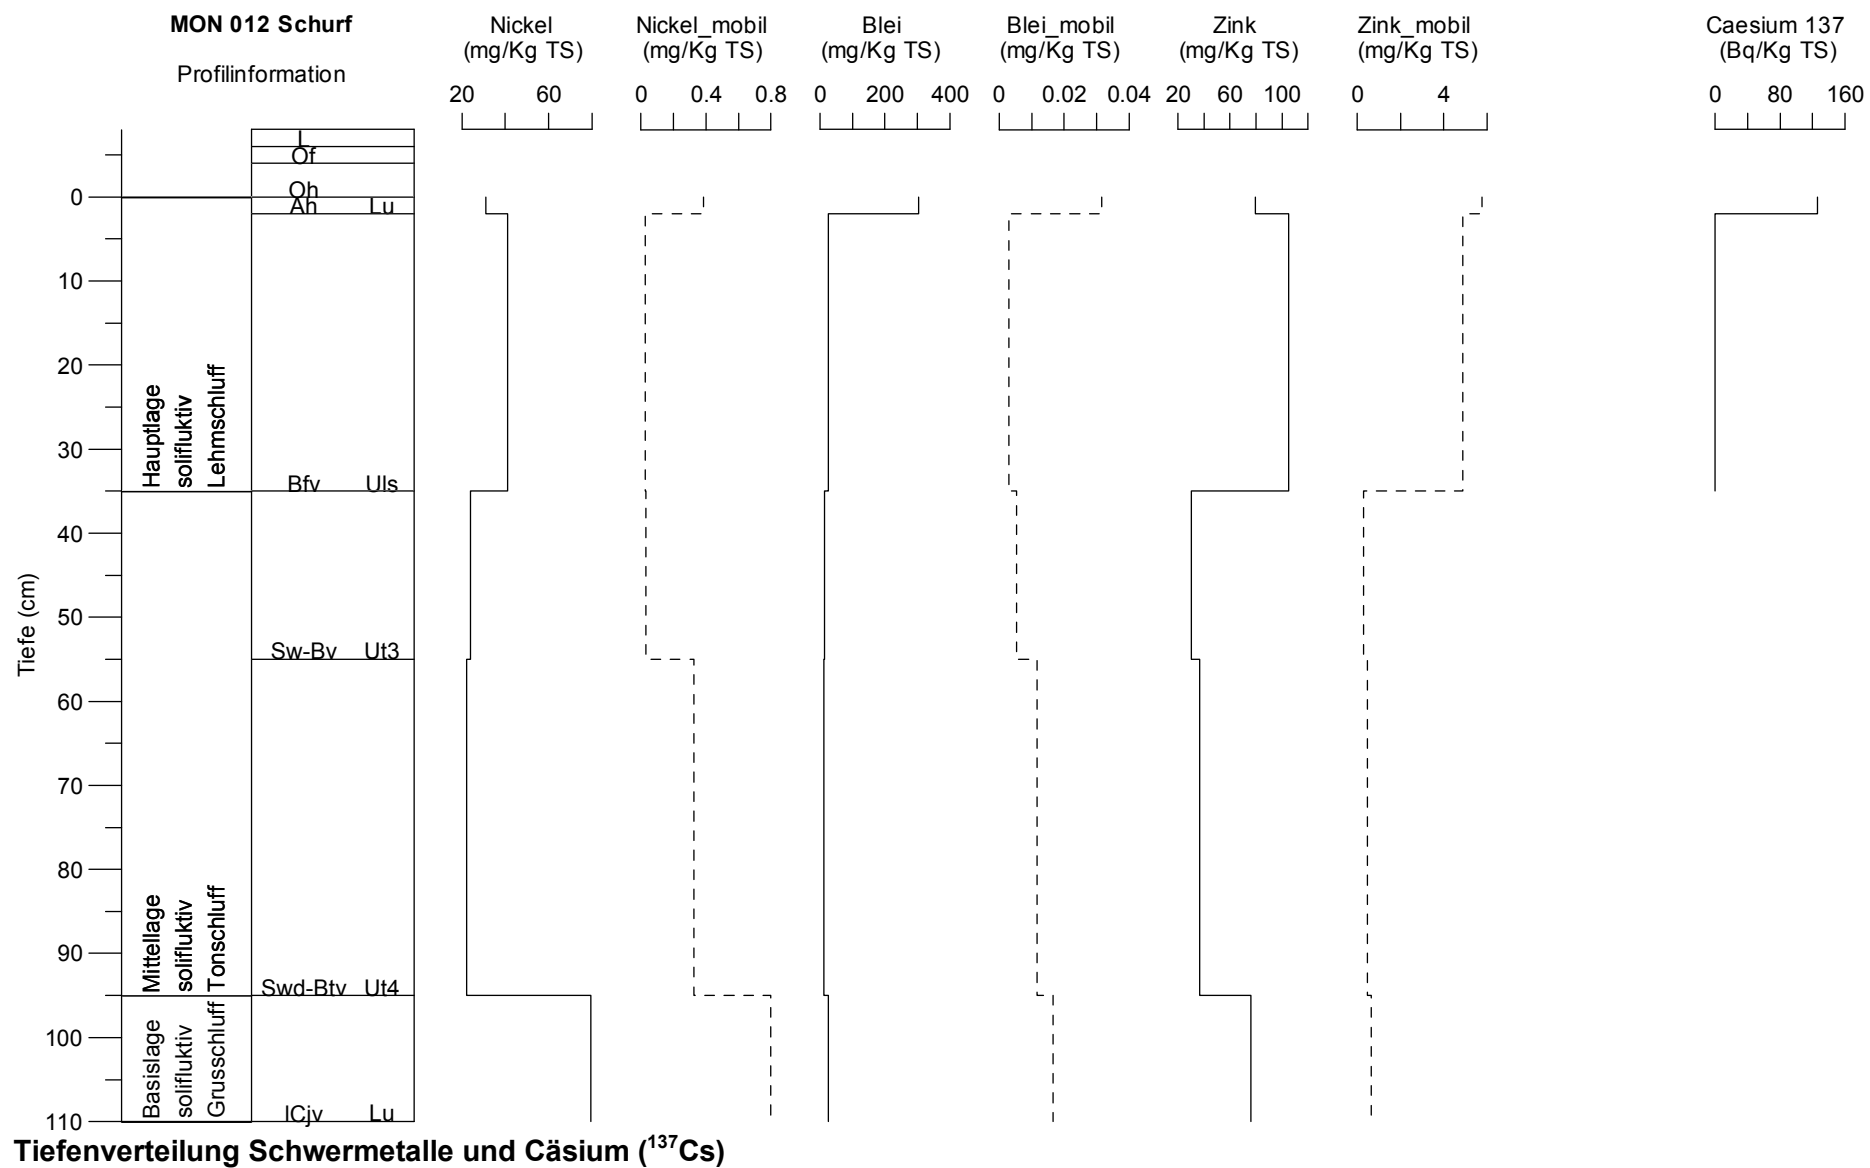 MON 012 Schurf
Profilinformation
Nickel
(mg/Kg TS)
20 60
Nickel_mobil
(mg/Kg TS)
0 0.4 0.8
Blei
(mg/Kg TS)
0 200 400
Blei_mobil
(mg/Kg TS)
0 0.02 0.04
Zink
(mg/Kg TS)
20 60 100
Zink_mobil
(mg/Kg TS)
0 4
Caesium 137
(Bq/Kg TS)
0 80 160
Tiefe (cm)
0
10
20
30
40
50
60
70
80
90
100
110
Hauptlage
solifluktiv
Lehmschluff
Mittellage
solifluktiv
Tonschluff
Basislage
solifluktiv
Grusschluff
L
Of
Oh
Ah Lu
Bfv Uls
Sw-Bv Ut3
Swd-Btv Ut4
lCjv Lu
Tiefenverteilung Schwermetalle und Cäsium (¹³⁷Cs)